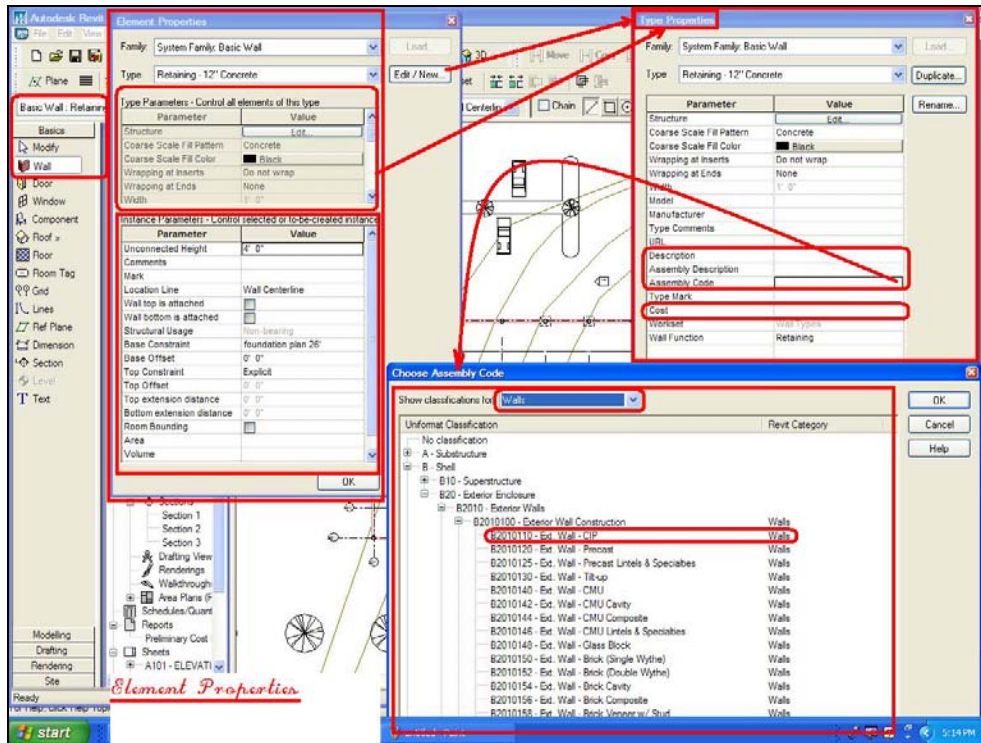 Autodesk Revit
File Edit View
Plane
Basic Wall : Retaining
Basics
Modify
Wall
Door
Window
Component
Roof »
Floor
Room Tag
Grid
Lines
Ref Plane
Dimension
Section
Level
Text
Modeling
Drafting
Rendering
Site
Ready
For Help, click Help Topi
start
Element Properties
Family: System Family: Basic Wall Load...
Type Retaining - 12" Concrete Edit / New...
Type Parameters - Control all elements of this type
Parameter Value
Structure Edit...
Coarse Scale Fill Pattern Concrete
Coarse Scale Fill Color Black
Wrapping at Inserts Do not wrap
Wrapping at Ends None
Width 1' 0"
Instance Parameters - Control selected or to-be-created instance
Parameter Value
Unconnected Height 4' 0"
Comments
Mark
Location Line Wall Centerline
Wall top is attached
Wall bottom is attached
Structural Usage Non-bearing
Base Constraint foundation plan 26'
Base Offset 0' 0"
Top Constraint Explicit
Top Offset 0' 0"
Top extension distance 0' 0"
Bottom extension distance 0' 0"
Room Bounding
Area
Volume
OK
Sections
Section 1
Section 2
Section 3
Drafting View
Renderings
Walkthrough
Area Plans (F
Schedules/Quant
Reports
Preliminary Cost
Sheets
A101 - ELEVATI
Element Properties
3D Move
Centerline Chain
Type Properties
Family: System Family: Basic Wall Load...
Type Retaining - 12" Concrete Duplicate...
Rename...
Parameter Value
Structure Edit...
Coarse Scale Fill Pattern Concrete
Coarse Scale Fill Color Black
Wrapping at Inserts Do not wrap
Wrapping at Ends None
Width 1' 0"
Model
Manufacturer
Type Comments
URL
Description
Assembly Description
Assembly Code
Type Mark
Cost
Workset Wall Types
Wall Function Retaining
Choose Assembly Code
Show classifications for: Walls
OK
Cancel
Help
Uniformat Classification Revit Category
No classification
A - Substructure
B - Shell
B10 - Superstructure
B20 - Exterior Enclosure
B2010 - Exterior Walls
B2010100 - Exterior Wall Construction Walls
B2010110 - Ext. Wall - CIP Walls
B2010120 - Ext. Wall - Precast Walls
B2010125 - Ext. Wall - Precast Lintels & Specialties Walls
B2010130 - Ext. Wall - Tilt-up Walls
B2010140 - Ext. Wall - CMU Walls
B2010142 - Ext. Wall - CMU Cavity Walls
B2010144 - Ext. Wall - CMU Composite Walls
B2010146 - Ext. Wall - CMU Lintels & Specialties Walls
B2010148 - Ext. Wall - Glass Block Walls
B2010150 - Ext. Wall - Brick (Single Wythe) Walls
B2010152 - Ext. Wall - Brick (Double Wythe) Walls
B2010154 - Ext. Wall - Brick Cavity Walls
B2010156 - Ext. Wall - Brick Composite Walls
B2010158 - Ext. Wall - Brick Veneer w/ Stud Walls
untitled - Paint
5:14 PM